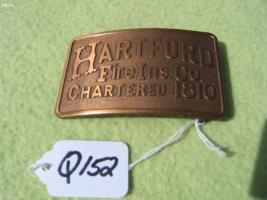 HARTFORD
Fire Ins. Co.
CHARTERED 1810
Q152